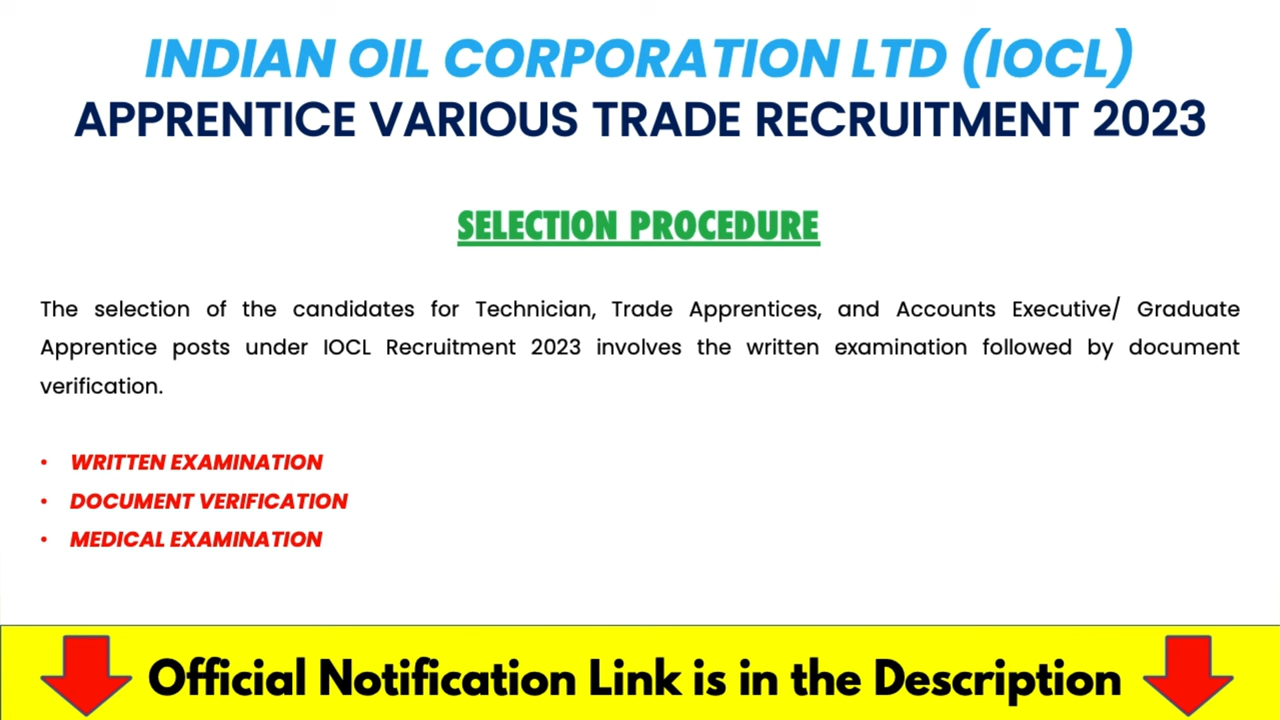 INDIAN OIL CORPORATION LTD (IOCL)
APPRENTICE VARIOUS TRADE RECRUITMENT 2023
SELECTION PROCEDURE
The selection of the candidates for Technician, Trade Apprentices, and Accounts Executive/ Graduate
Apprentice posts under IOCL Recruitment 2023 involves the written examination followed by document
verification.
• WRITTEN EXAMINATION
• DOCUMENT VERIFICATION
• MEDICAL EXAMINATION
Official Notification Link is in the Description